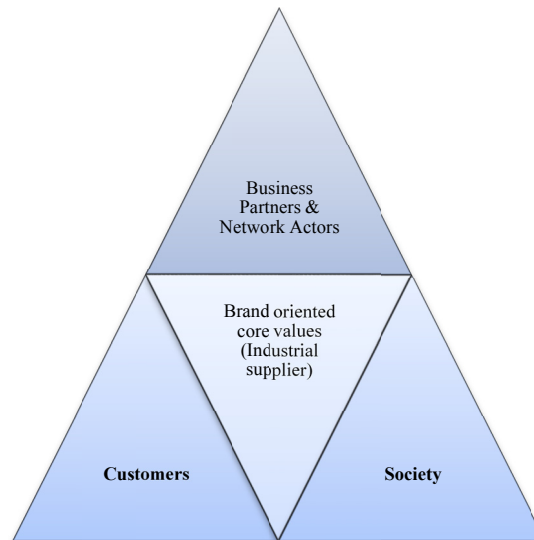 Business
Partners &
Network Actors
Brand oriented
core values
(Industrial
supplier)
Customers
Society